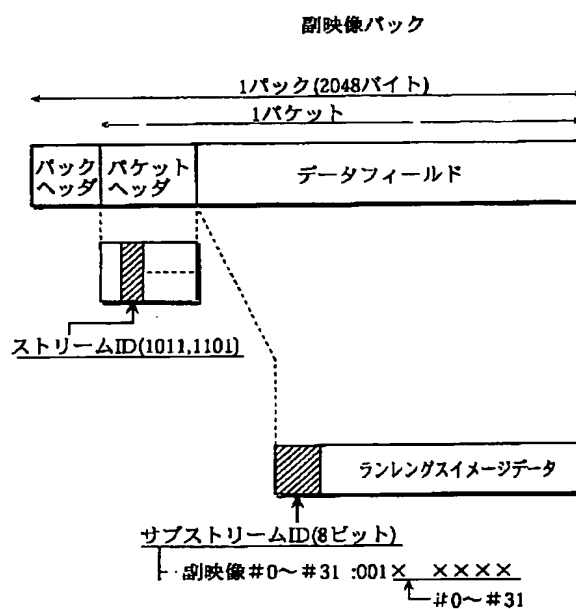 副映像パック
1パック(2048バイト)
1パケット
パック
ヘッダ
パケット
ヘッダ
データフィールド
ストリームID(1011,1101)
ランレングスイメージデータ
サブストリームID(8ビット)
副映像#0～#31 :001× ××××
#0～#31